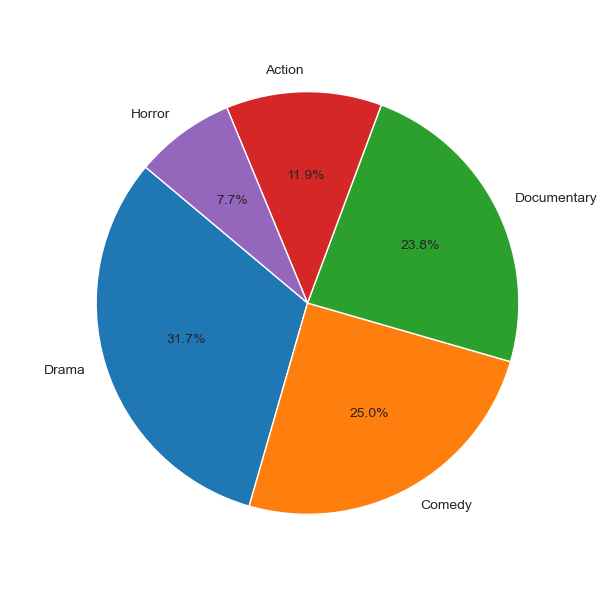 Action
Horror
11.9%
7.7%
Documentary
23.8%
31.7%
Drama
25.0%
Comedy